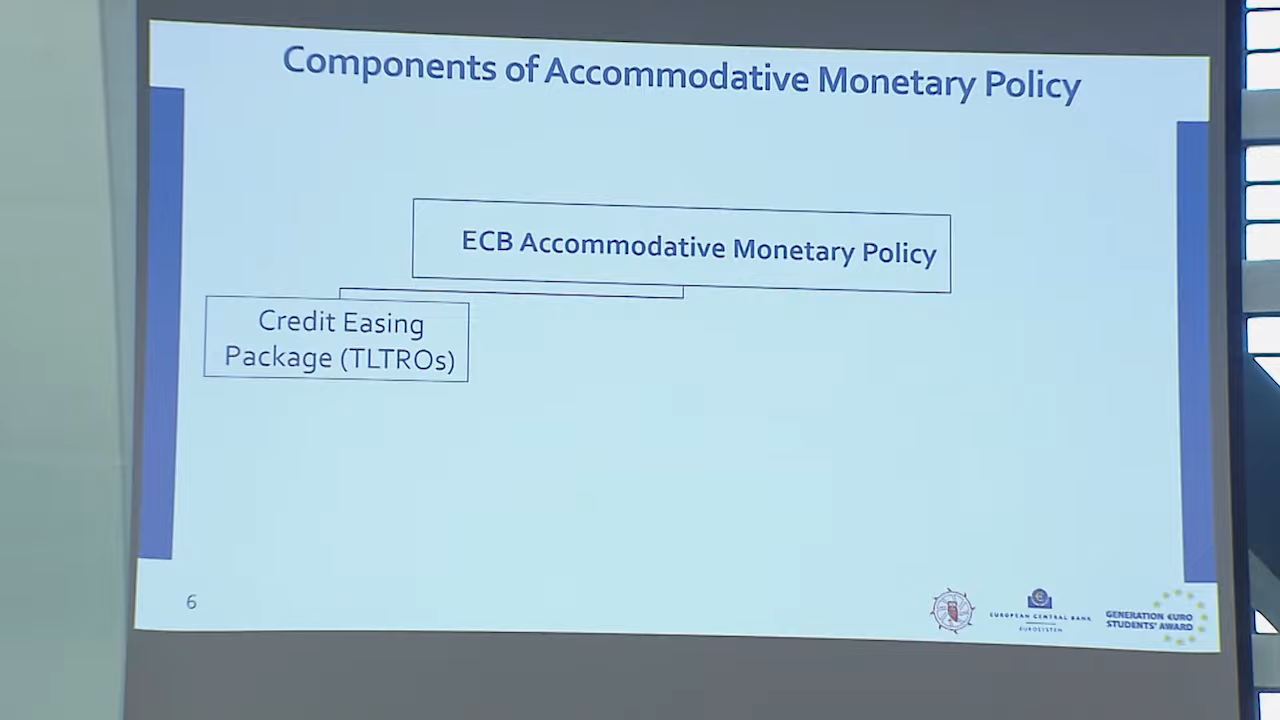 Components of Accommodative Monetary Policy
ECB Accommodative Monetary Policy
Credit Easing
Package (TLTROs)
6
EUROPEAN CENTRAL BANK
EUROSYSTEM
GENERATION €URO
STUDENTS' AWARD